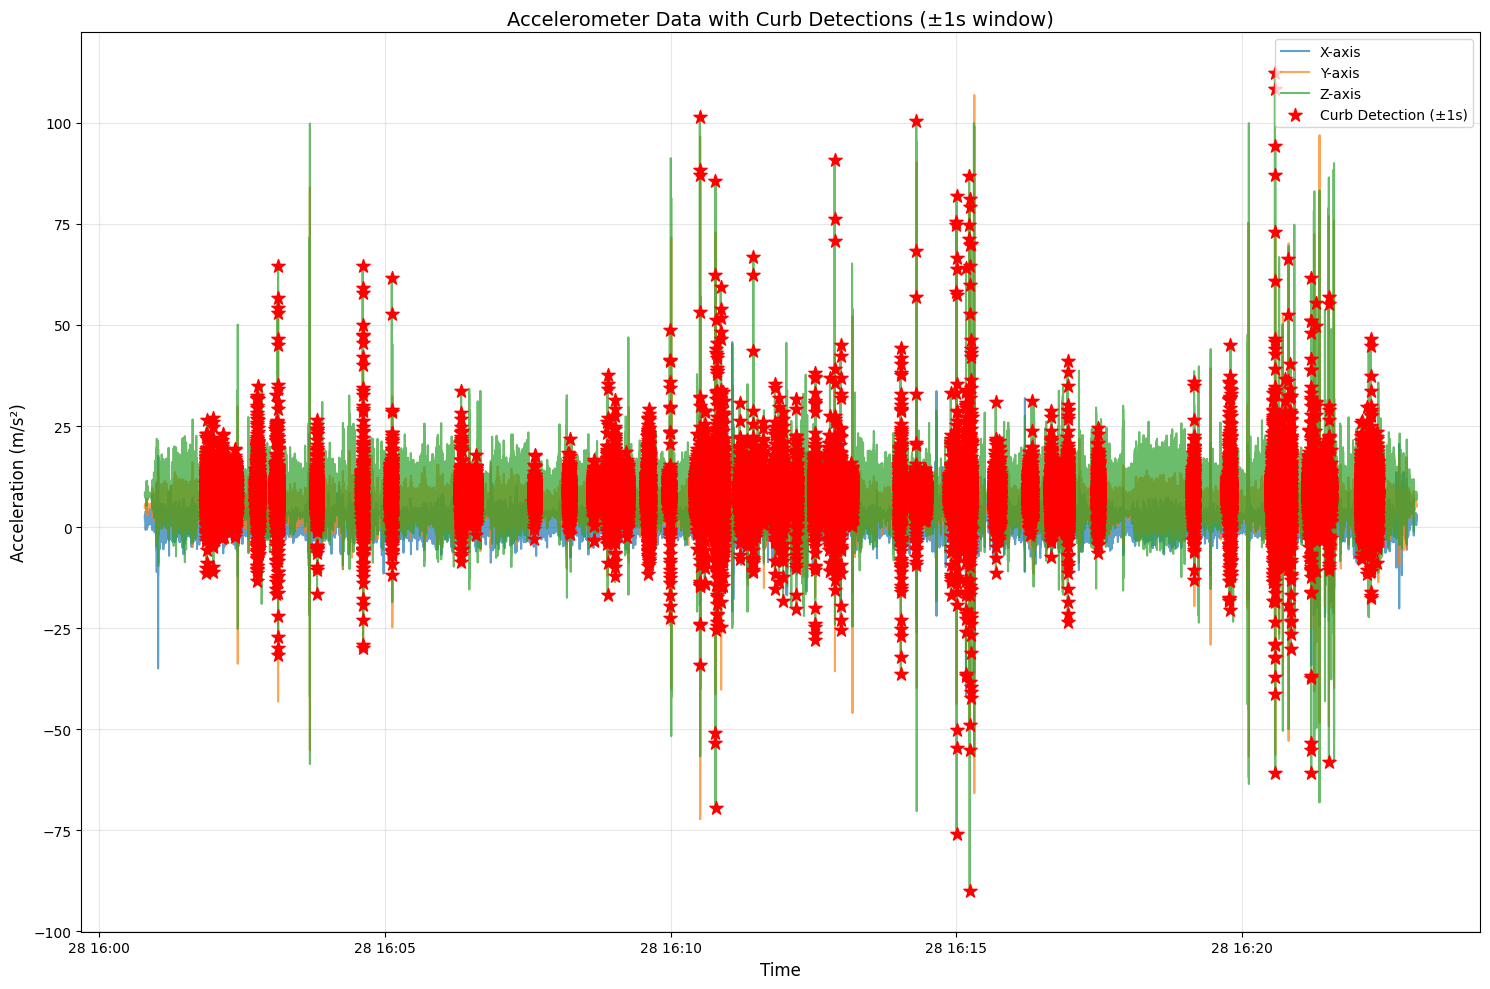 Accelerometer Data with Curb Detections (±1s window)
X-axis
Y-axis
Z-axis
Curb Detection (±1s)
Acceleration (m/s²)
100
75
50
25
0
−25
−50
−75
−100
28 16:00
28 16:05
28 16:10
28 16:15
28 16:20
Time